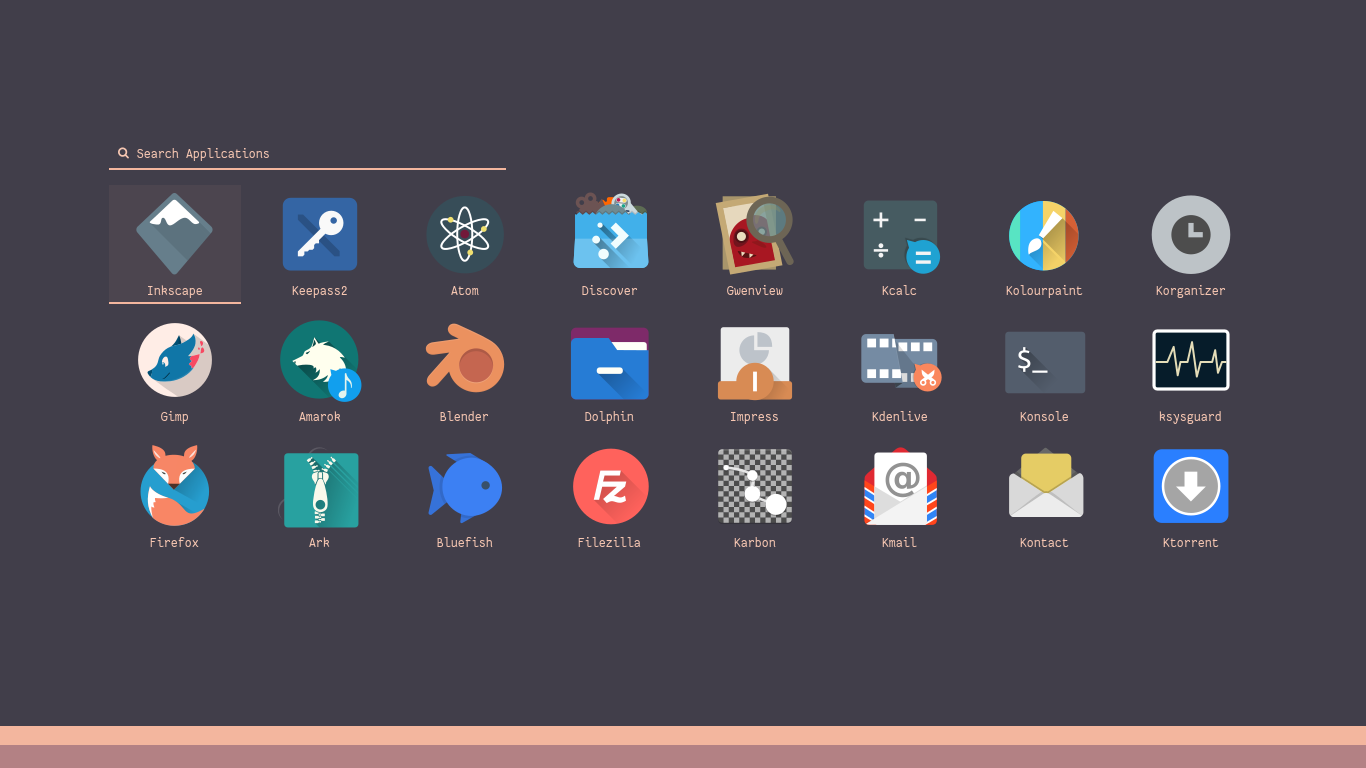 Search Applications
Inkscape Keepass2 Atom Discover Gwenview Kcalc Kolourpaint Korganizer
$_
Gimp Amarok Blender Dolphin Impress Kdenlive Konsole ksysguard
FZ @
Firefox Ark Bluefish Filezilla Karbon Kmail Kontact Ktorrent